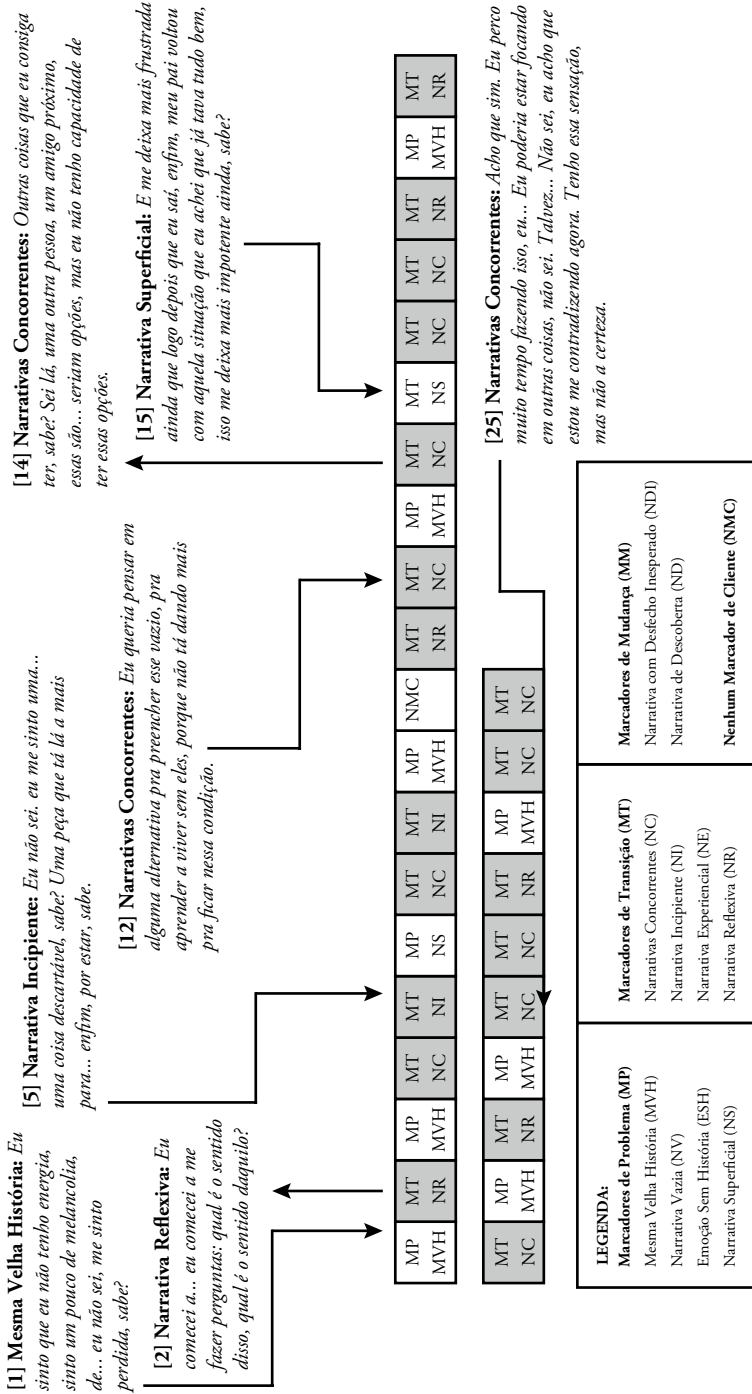 [1] Mesma Velha História: Eu
sinto que eu não tenho energia,
sinto um pouco de melancolia,
de... eu não sei, me sinto
perdida, sabe?
[2] Narrativa Reflexiva: Eu
comecei a... eu comecei a me
fazer perguntas: qual é o sentido
disso, qual é o sentido daquilo?
[5] Narrativa Incipiente: Eu não sei. eu me sinto uma...
uma coisa descartável, sabe? Uma peça que tá lá a mais
para... enfim, por estar, sabe.
[12] Narrativas Concorrentes: Eu queria pensar em
alguma alternativa pra preencher esse vazio, pra
aprender a viver sem eles, porque não tá dando mais
pra ficar nessa condição.
[14] Narrativas Concorrentes: Outras coisas que eu consiga
ter, sabe? Sei lá, uma outra pessoa, um amigo próximo,
essas são... seriam opções, mas eu não tenho capacidade de
ter essas opções.
[15] Narrativa Superficial: E me deixa mais frustrada
ainda que logo depois que eu saí, enfim, meu pai voltou
com aquela situação que eu achei que já tava tudo bem,
isso me deixa mais impotente ainda, sabe?
MP MT MP MT MT MP MT MT MP NMC MT MT MP MT MT MT MT MT MP MT
MVH NR MVH NC NI NS NC NI MVH NR NC MVH NC NS NC NC NR MVH NR
MT MP MT MP MT MT MT MP MT MT
NC MVH NR MVH NC NC NR MVH NC NC
[25] Narrativas Concorrentes: Acho que sim. Eu perco
muito tempo fazendo isso, eu... Eu poderia estar focando
em outras coisas, não sei. Talvez... Não sei, eu acho que
estou me contradizendo agora. Tenho essa sensação,
mas não a certeza.
LEGENDA:
Marcadores de Problema (MP)
Mesma Velha História (MVH)
Narrativa Vazia (NV)
Emoção Sem História (ESH)
Narrativa Superficial (NS)
Marcadores de Transição (MT)
Narrativas Concorrentes (NC)
Narrativa Incipiente (NI)
Narrativa Experiencial (NE)
Narrativa Reflexiva (NR)
Marcadores de Mudança (MM)
Narrativa com Desfecho Inesperado (NDI)
Narrativa de Descoberta (ND)
Nenhum Marcador de Cliente (NMC)